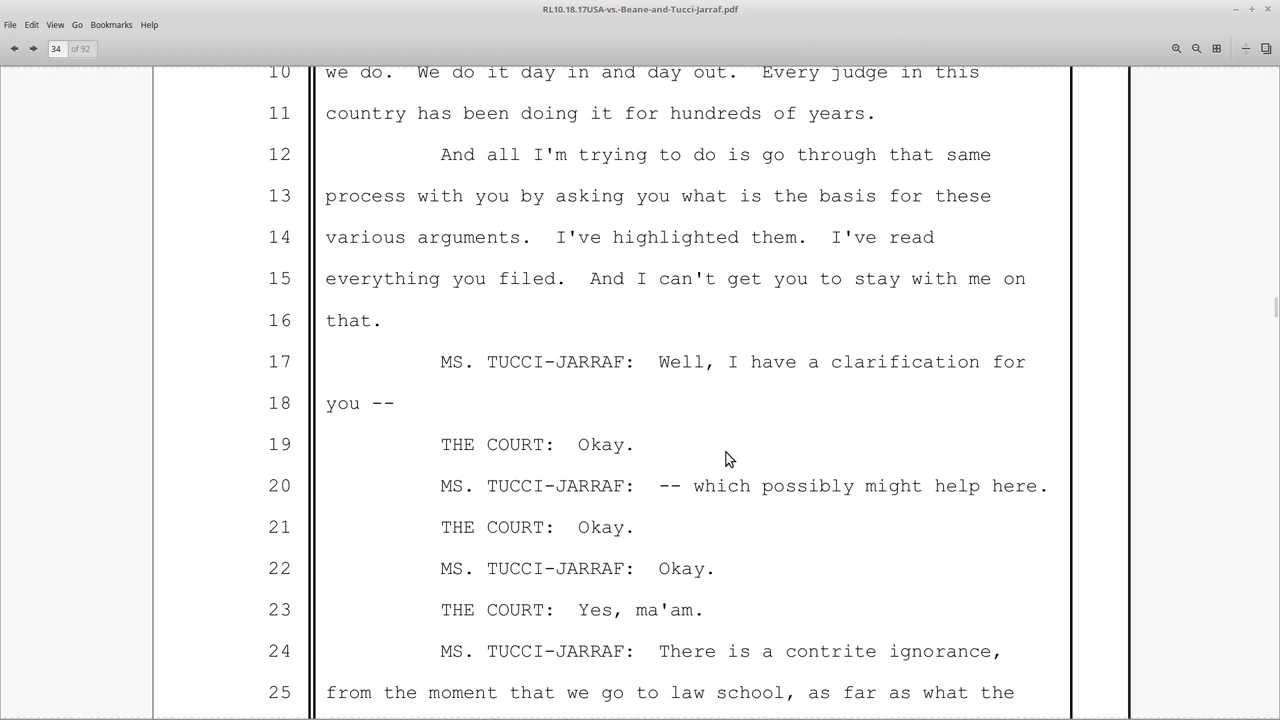 RL10.18.17USA-vs.-Beane-and-Tucci-Jarraf.pdf
File Edit View Go Bookmarks Help
34 of 92
10 we do.  We do it day in and day out.  Every judge in this
11 country has been doing it for hundreds of years.
12 And all I'm trying to do is go through that same
13 process with you by asking you what is the basis for these
14 various arguments.  I've highlighted them.  I've read
15 everything you filed.  And I can't get you to stay with me on
16 that.
17 MS. TUCCI-JARRAF:  Well, I have a clarification for
18 you --
19 THE COURT:  Okay.
20 MS. TUCCI-JARRAF:  -- which possibly might help here.
21 THE COURT:  Okay.
22 MS. TUCCI-JARRAF:  Okay.
23 THE COURT:  Yes, ma'am.
24 MS. TUCCI-JARRAF:  There is a contrite ignorance,
25 from the moment that we go to law school, as far as what the